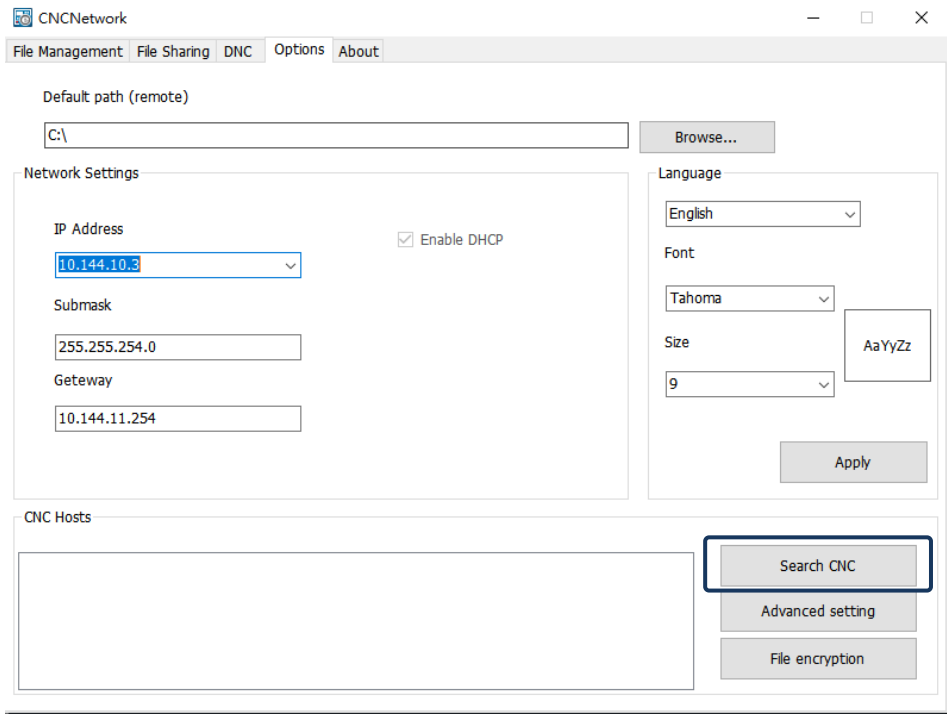 CNCNetwork
File Management File Sharing DNC Options About
Default path (remote)
C:\
Browse...
Network Settings
IP Address
Enable DHCP
10.144.10.3
Submask
255.255.254.0
Geteway
10.144.11.254
Language
English
Font
Tahoma
Size
AaYyZz
9
Apply
CNC Hosts
Search CNC
Advanced setting
File encryption